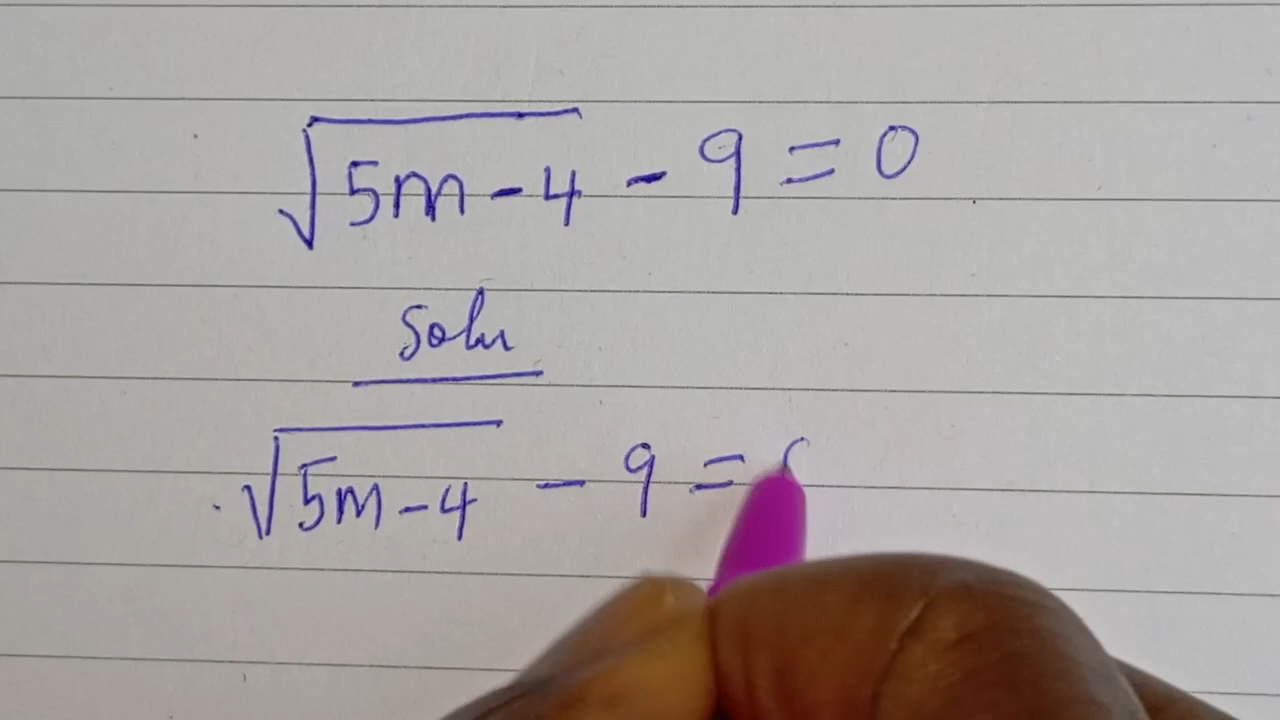 √(5m-4) - 9 = 0
Soln
√(5m-4) - 9 =